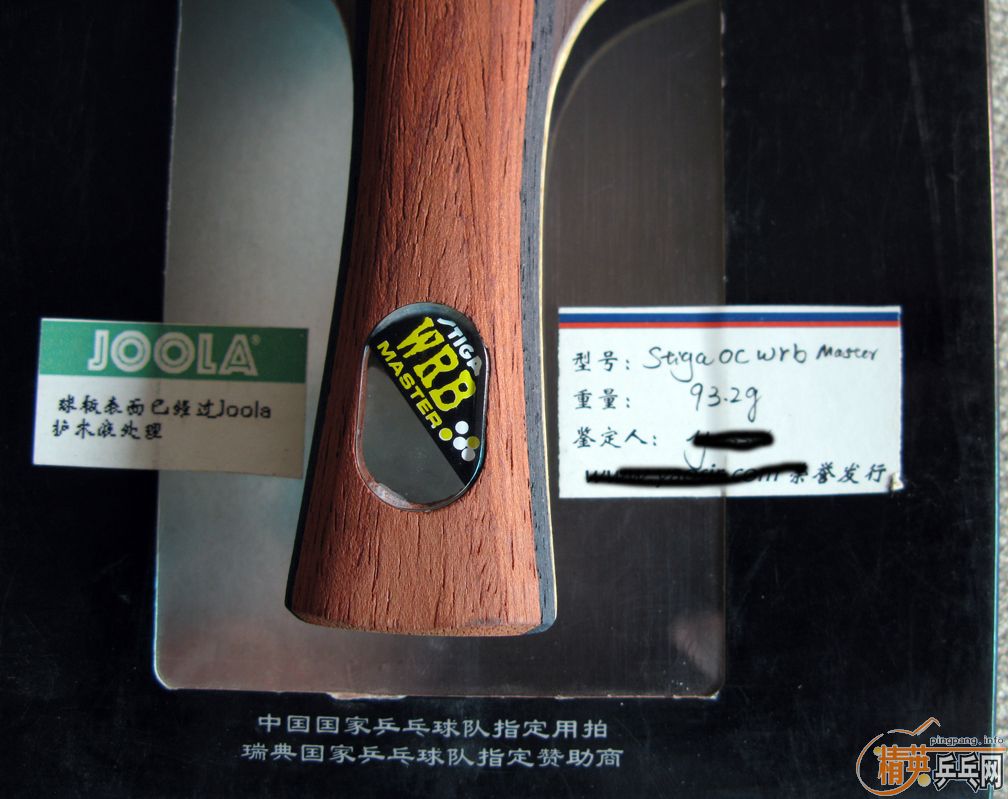 JOOLA
球板表面已经过Joola
护木液处理
STIGA
WRB
MASTER
型号: Stiga OC wrb Master
重量: 93.2g
鉴定人:
荣誉发行
中国国家乒乓球队指定用拍
瑞典国家乒乓球队指定赞助商
pingpang.info
精英乒乓网